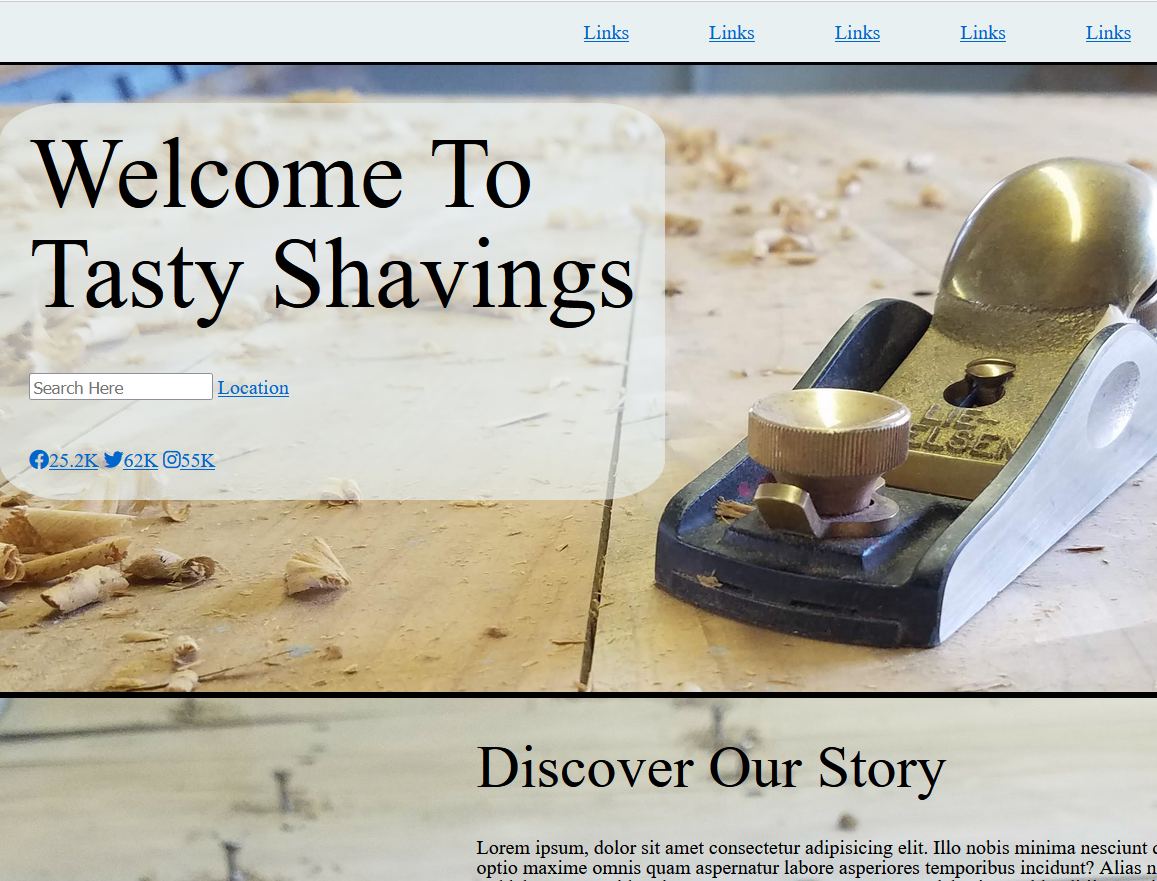 Links Links Links Links Links
Welcome To
Tasty Shavings
Search Here Location
25.2K 62K 55K
LIE-
NIELSEN
Discover Our Story
Lorem ipsum, dolor sit amet consectetur adipisicing elit. Illo nobis minima nesciunt
optio maxime omnis quam aspernatur labore asperiores temporibus incidunt? Alias